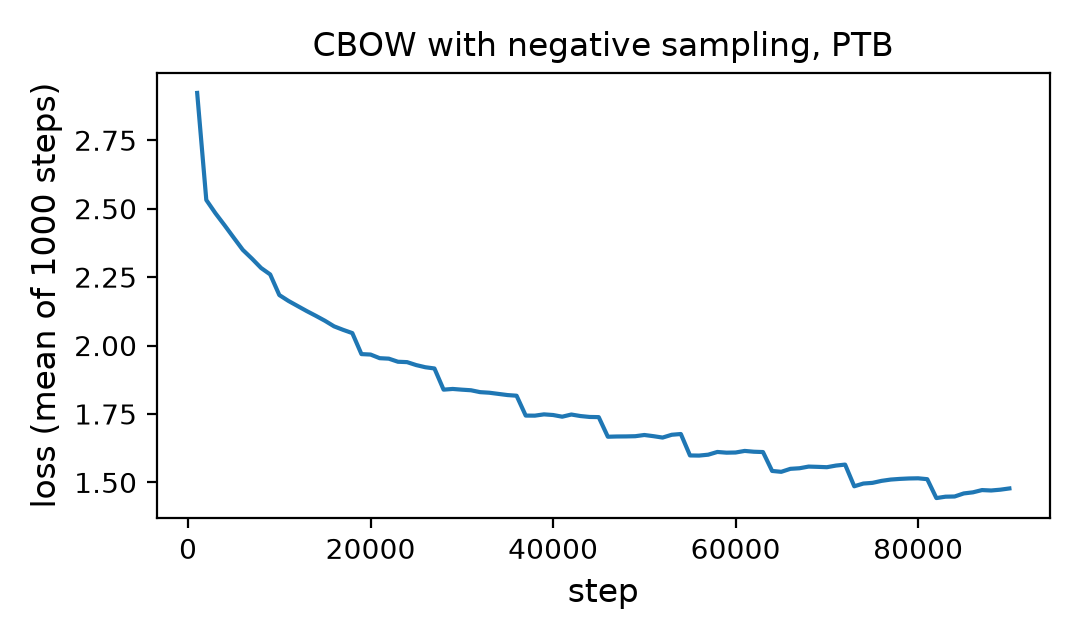 CBOW with negative sampling, PTB
loss (mean of 1000 steps)
2.75
2.50
2.25
2.00
1.75
1.50
0 20000 40000 60000 80000
step